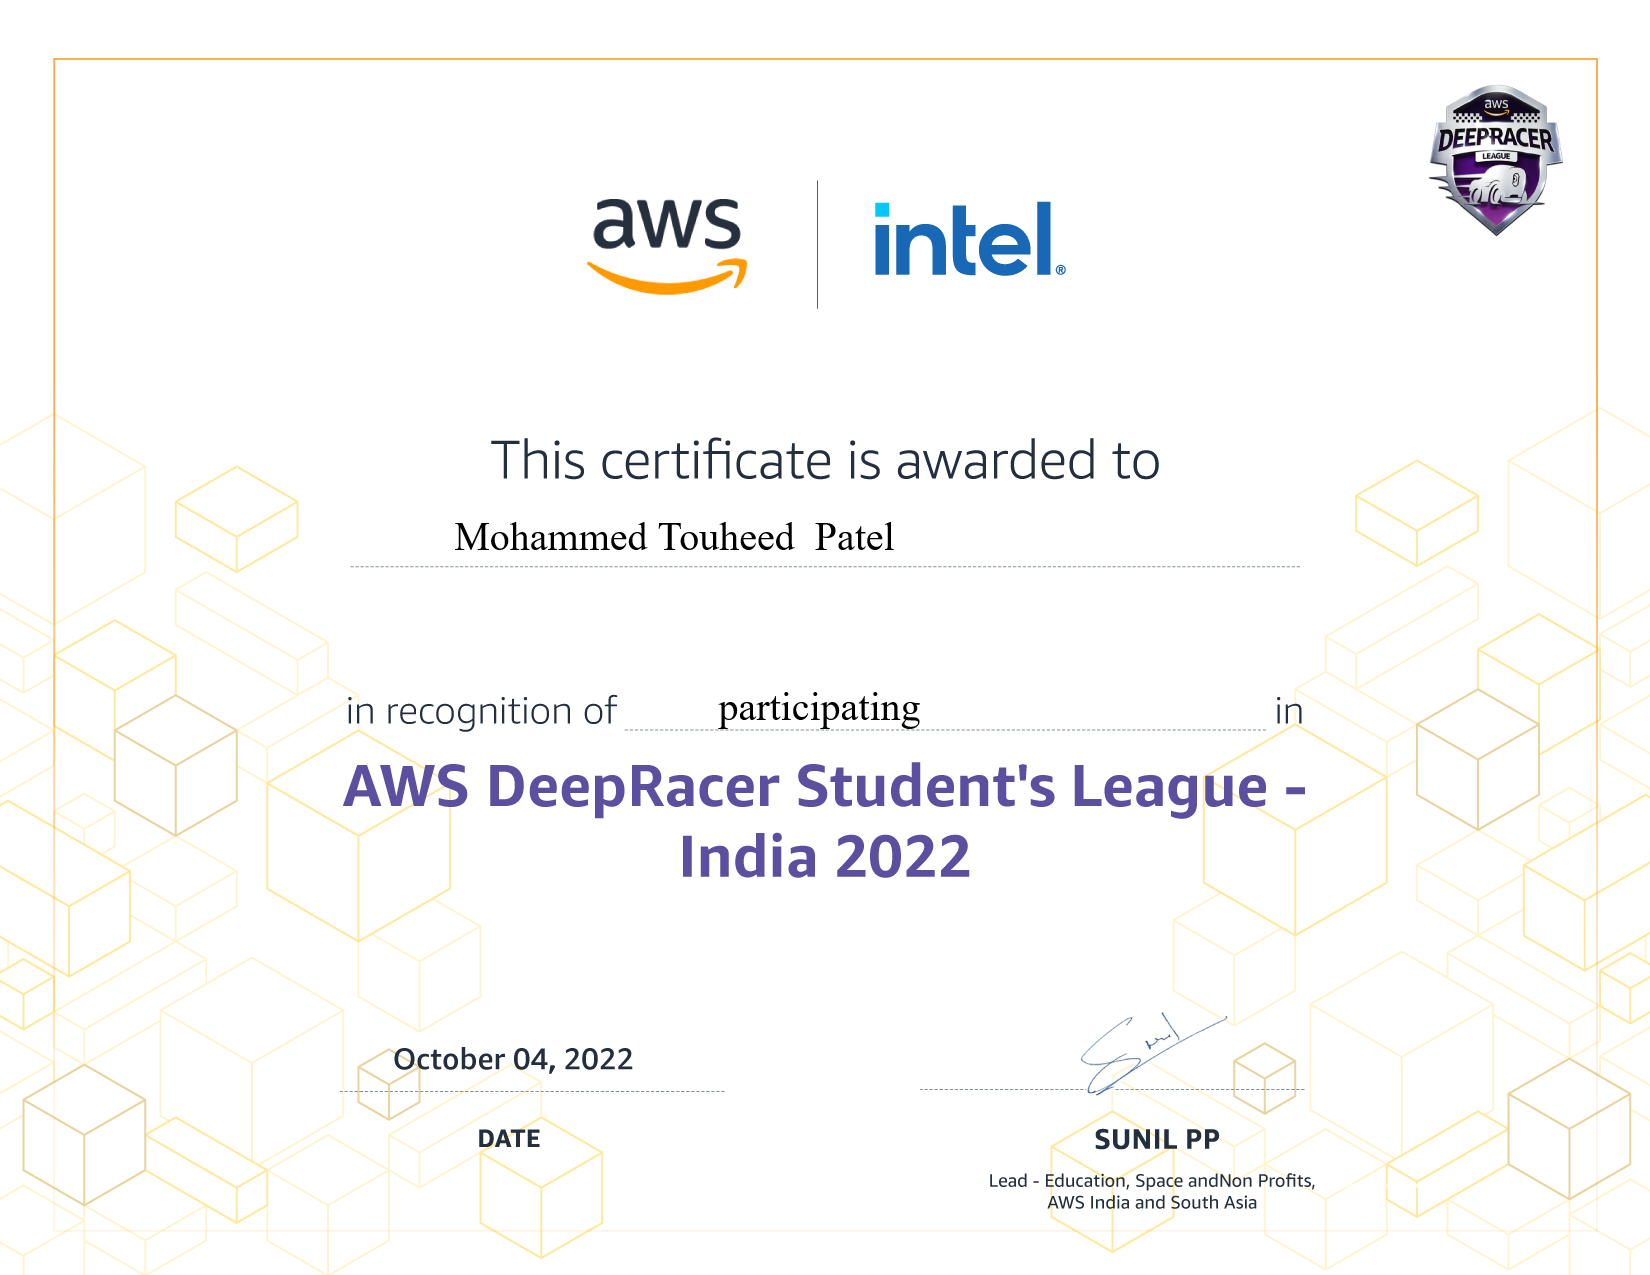 aws
DEEPRACER
LEAGUE
aws
intel®
This certificate is awarded to
Mohammed Touheed  Patel
in recognition of participating in
AWS DeepRacer Student's League -
India 2022
October 04, 2022
DATE
SUNIL PP
Lead - Education, Space andNon Profits,
AWS India and South Asia